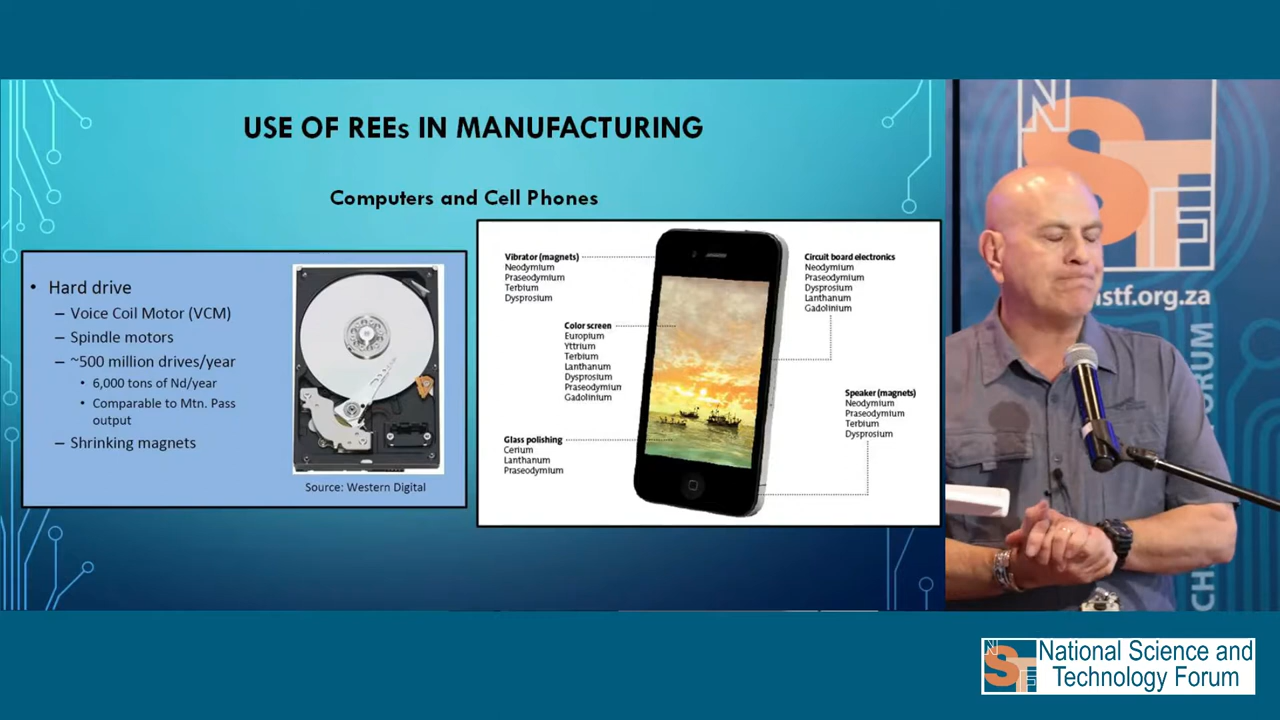 USE OF REEs IN MANUFACTURING
Computers and Cell Phones
• Hard drive
– Voice Coil Motor (VCM)
– Spindle motors
– ~500 million drives/year
• 6,000 tons of Nd/year
• Comparable to Mtn. Pass
output
– Shrinking magnets
Source: Western Digital
Vibrator (magnets)
Neodymium
Praseodymium
Terbium
Dysprosium
Color screen
Europium
Yttrium
Terbium
Lanthanum
Dysprosium
Praseodymium
Gadolinium
Glass polishing
Cerium
Lanthanum
Praseodymium
Circuit board electronics
Neodymium
Praseodymium
Dysprosium
Lanthanum
Gadolinium
Speaker (magnets)
Neodymium
Praseodymium
Terbium
Dysprosium
N
S
T
F
stf.org.za
CH
FORUM
N
S
T
F
National Science and
Technology Forum